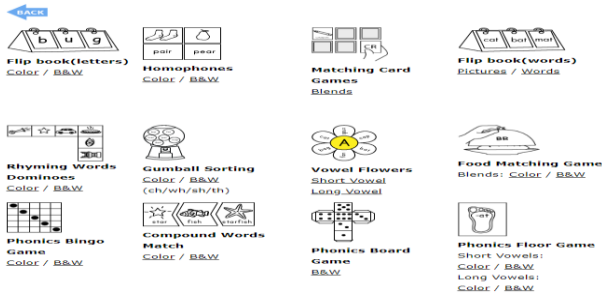 BACK
b u g
Flip book(letters)
Color / B&W
pair pear
Homophones
Color / B&W
CR
Matching Card
Games
Blends
cat bat mat
Flip book(words)
Pictures / Words
Rhyming Words
Dominoes
Color / B&W
Gumball Sorting
Color / B&W
(ch/wh/sh/th)
A
Vowel Flowers
Short Vowel
Long Vowel
BB
Food Matching Game
Blends: Color / B&W
Phonics Bingo
Game
Color / B&W
star fish starfish
Compound Words
Match
Color / B&W
Phonics Board
Game
B&W
-at
Phonics Floor Game
Short Vowels:
Color / B&W
Long Vowels:
Color / B&W